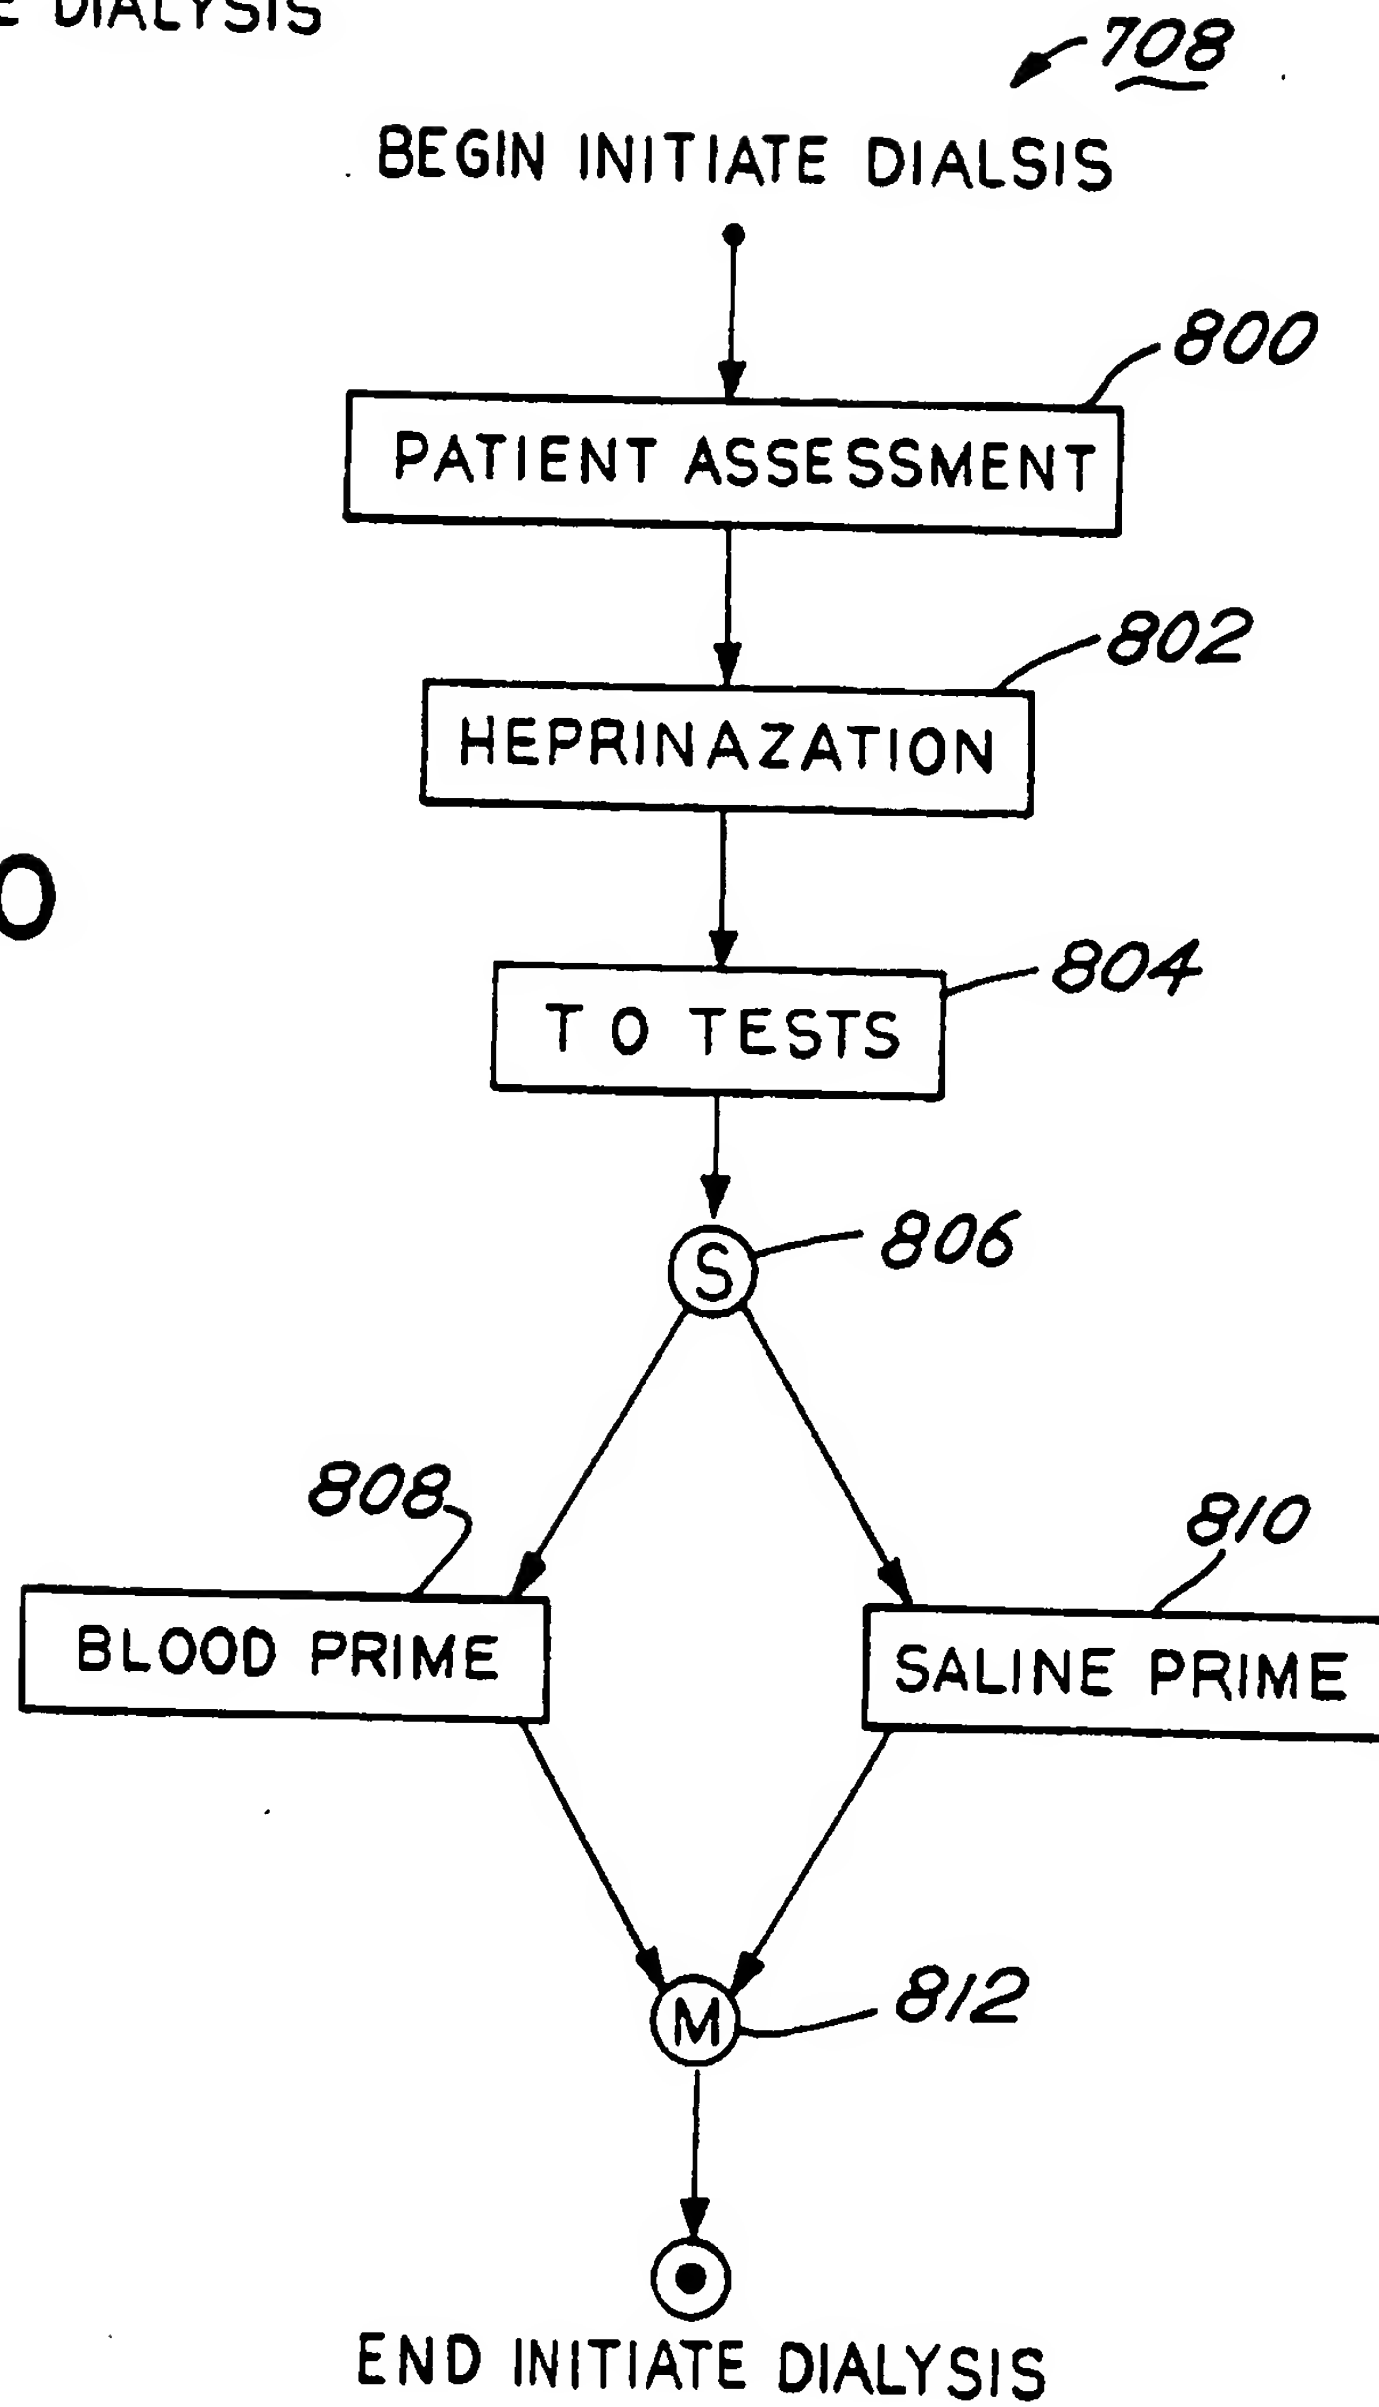 DIALYSIS
708
BEGIN INITIATE DIALSIS
800
PATIENT ASSESSMENT
802
HEPRINAZATION
804
TO TESTS
806
S
808
810
BLOOD PRIME
SALINE PRIME
812
M
END INITIATE DIALYSIS